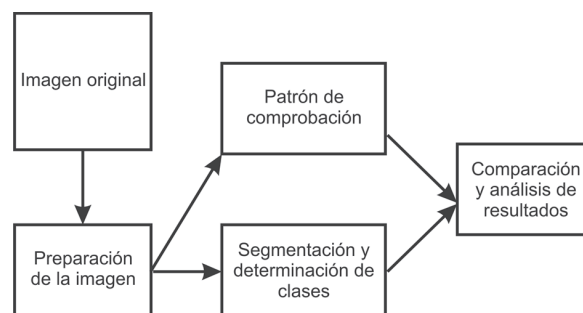 Imagen original
Patrón de
comprobación
Comparación
y análisis de
resultados
Preparación
de la imagen
Segmentación y
determinación de
clases